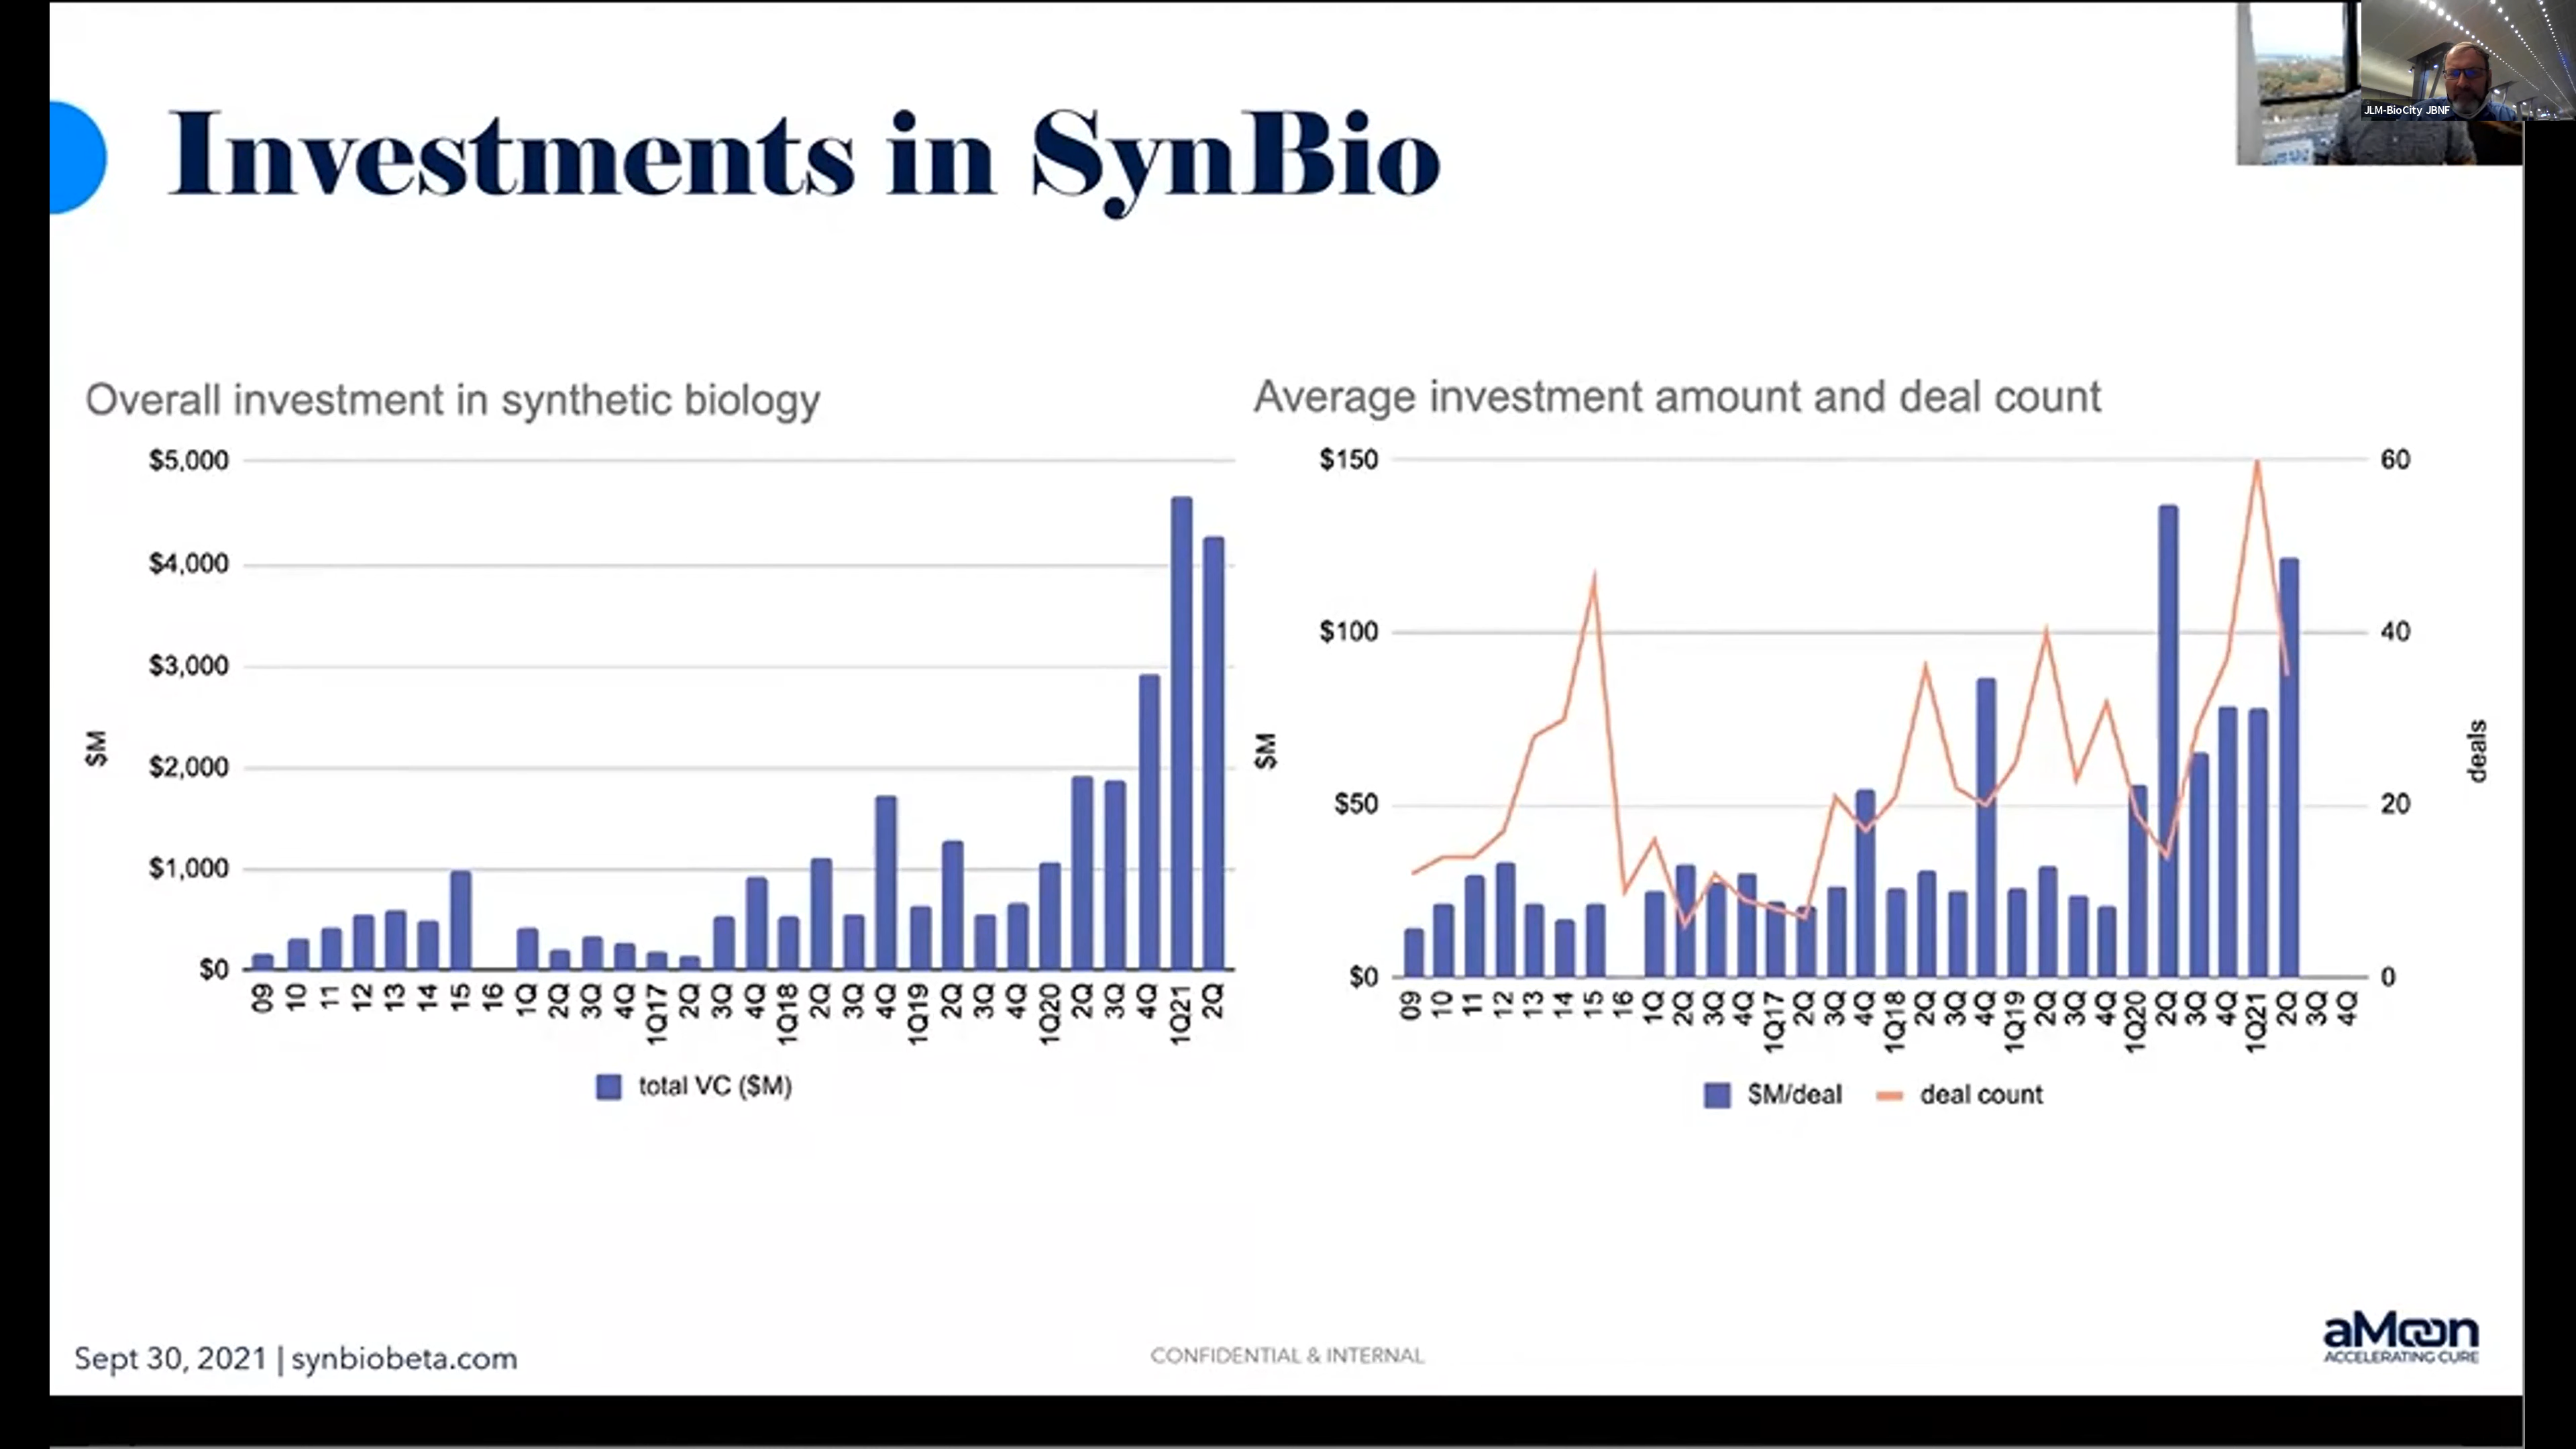 JLM-BioCity JBNF
Investments in SynBio
Overall investment in synthetic biology
$5,000
$4,000
$3,000
$2,000
$1,000
$0
$M
09 10 11 12 13 14 15 16 1Q 2Q 3Q 4Q 1Q17 2Q 3Q 4Q 1Q18 2Q 3Q 4Q 1Q19 2Q 3Q 4Q 1Q20 2Q 3Q 4Q 1Q21 2Q
total VC ($M)
Average investment amount and deal count
$150
$100
$50
$0
$M
60
40
20
0
deals
09 10 11 12 13 14 15 16 1Q 2Q 3Q 4Q 1Q17 2Q 3Q 4Q 1Q18 2Q 3Q 4Q 1Q19 2Q 3Q 4Q 1Q20 2Q 3Q 4Q 1Q21 2Q 3Q 4Q
$M/deal deal count
Sept 30, 2021 | synbiobeta.com
CONFIDENTIAL & INTERNAL
aMoon
ACCELERATING CURE